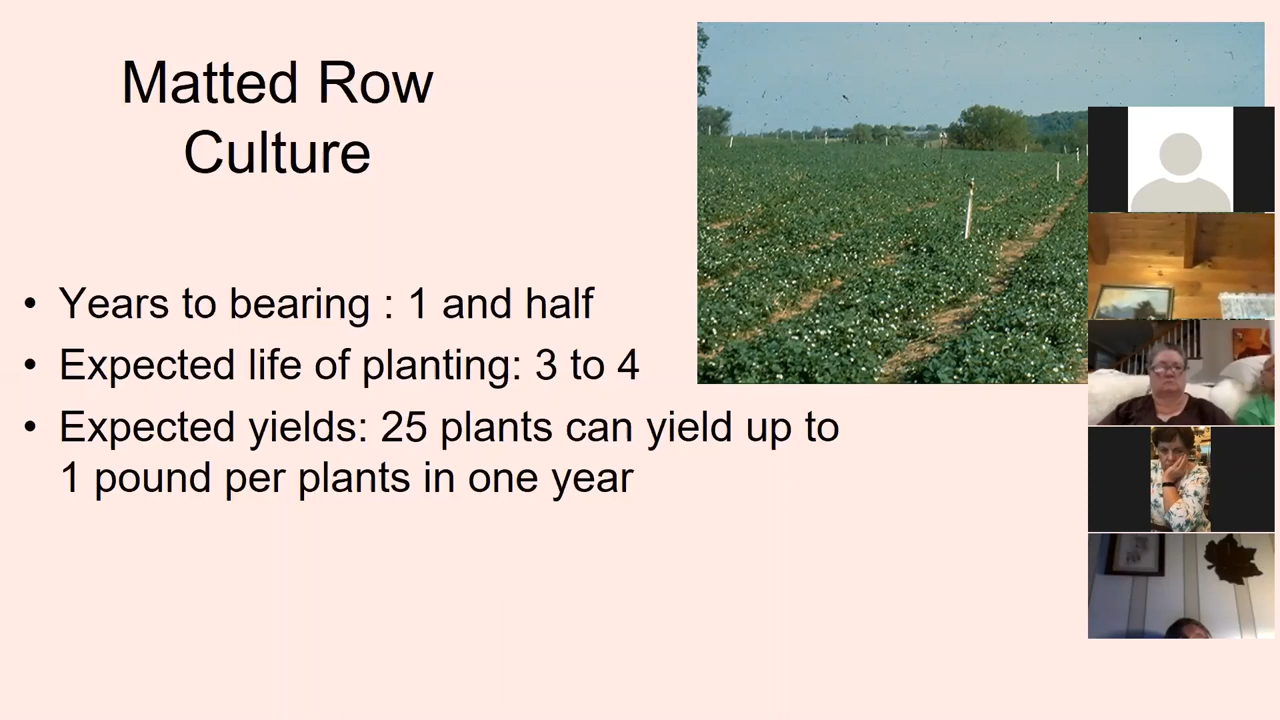 Matted Row
Culture
• Years to bearing : 1 and half
• Expected life of planting: 3 to 4
• Expected yields: 25 plants can yield up to
1 pound per plants in one year